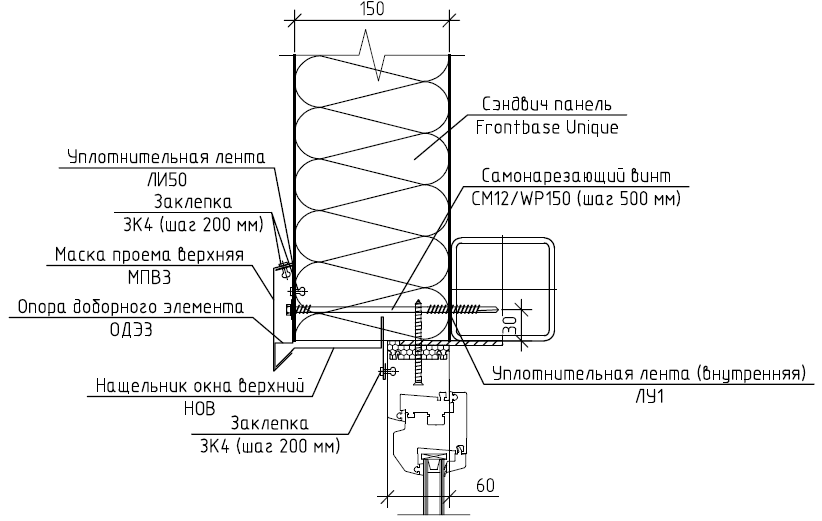 150
Сэндвич панель
Frontbase Unique
Уплотнительная лента
ЛИ50
Самонарезающий винт
СМ12/WP150 (шаг 500 мм)
Заклепка
ЗК4 (шаг 200 мм)
Маска проема верхняя
МПВЗ
Опора доборного элемента
ОДЭЗ
30
Нащельник окна верхний
НОВ
Уплотнительная лента (внутренняя)
ЛУ1
Заклепка
ЗК4 (шаг 200 мм)
60